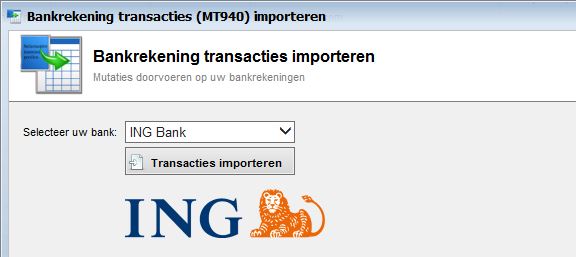 Bankrekening transacties (MT940) importeren
Bankrekening transacties importeren
Mutaties doorvoeren op uw bankrekeningen
Selecteer uw bank: ING Bank
Transacties importeren
ING